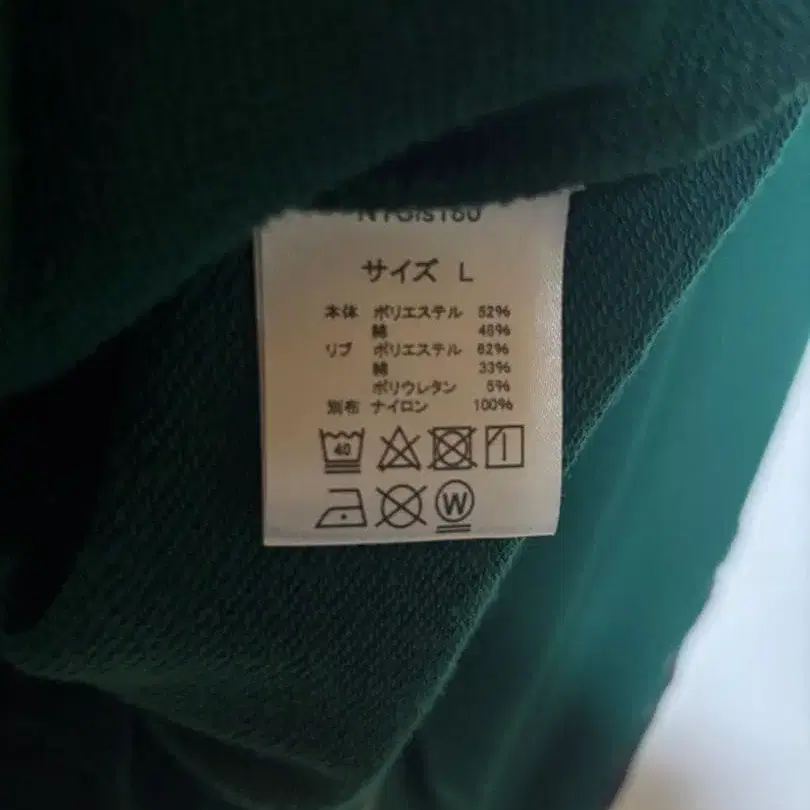 サイズ L
本体 ポリエステル 52%
綿 48%
リブ ポリエステル 62%
綿 33%
ポリウレタン 5%
別布 ナイロン 100%
40
W